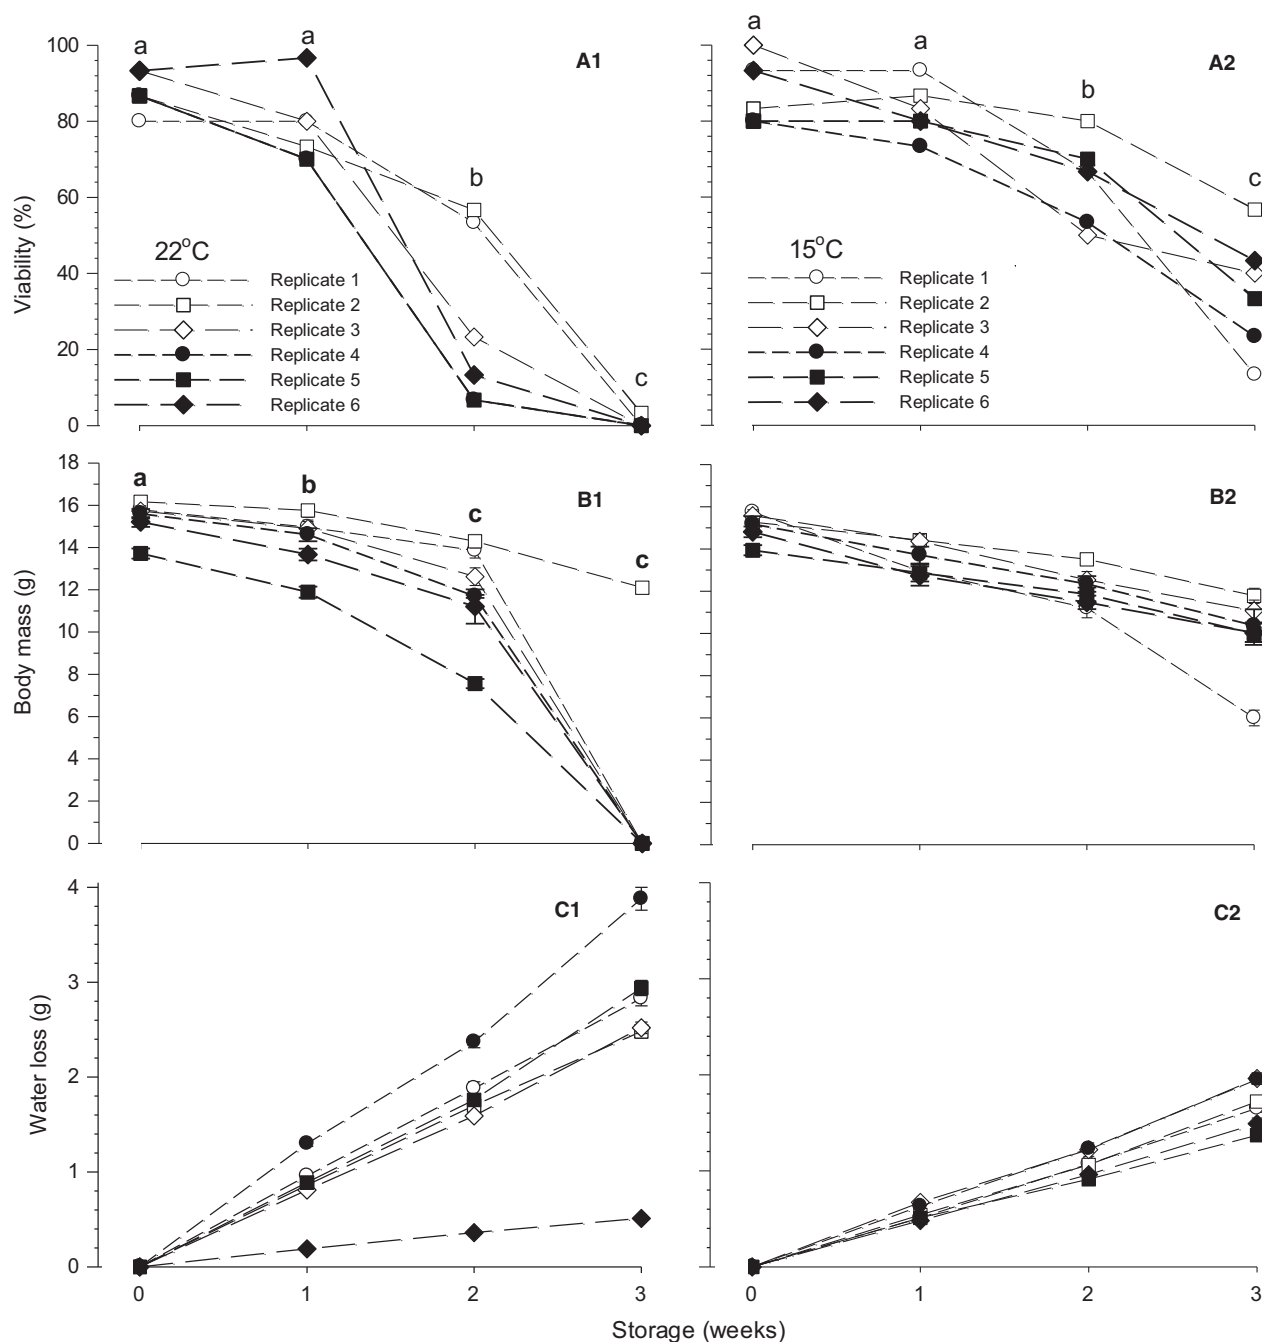 a
a
b
c
A1
Viability (%)
100
80
60
40
20
0
22°C
Replicate 1
Replicate 2
Replicate 3
Replicate 4
Replicate 5
Replicate 6
a
a
b
c
A2
15°C
Replicate 1
Replicate 2
Replicate 3
Replicate 4
Replicate 5
Replicate 6
a
b
c
c
B1
Body mass (g)
18
16
14
12
10
8
6
4
2
0
B2
C1
Water loss (g)
4
3
2
1
0
0
1
2
3
C2
0
1
2
3
Storage (weeks)